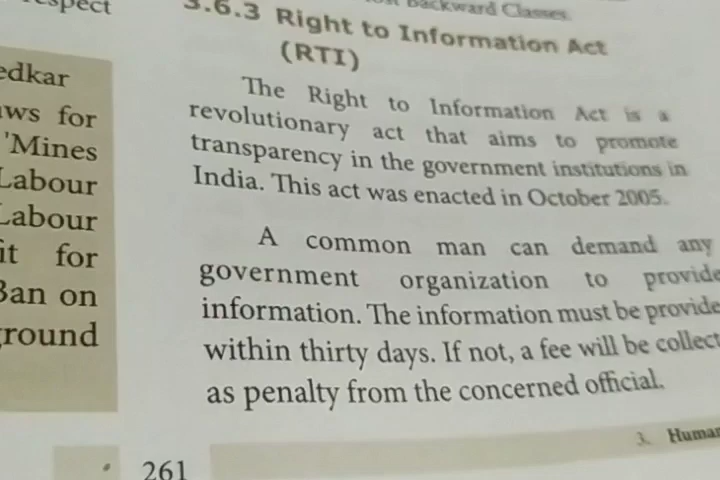 respect
edkar
aws for
'Mines
Labour
Labour
it for
Ban on
round
Backward Classes.
3.6.3 Right to Information Act
(RTI)
The Right to Information Act is a
revolutionary act that aims to promote
transparency in the government institutions in
India. This act was enacted in October 2005.
A common man can demand any
government organization to provide
information. The information must be provide
within thirty days. If not, a fee will be collect
as penalty from the concerned official.
261
3. Human